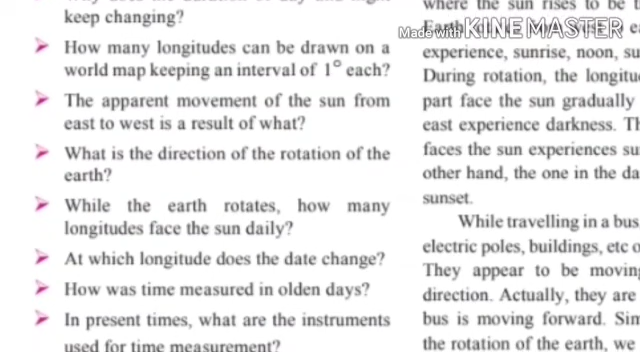 keep changing?
How many longitudes can be drawn on a
world map keeping an interval of 1° each?
The apparent movement of the sun from
east to west is a result of what?
What is the direction of the rotation of the
earth?
While the earth rotates, how many
longitudes face the sun daily?
At which longitude does the date change?
How was time measured in olden days?
In present times, what are the instruments
used for time measurement?
where the sun rises to be t
Earth
experience, sunrise, noon, su
During rotation, the longitu
part face the sun gradually
east experience darkness. Th
faces the sun experiences su
other hand, the one in the da
sunset.
While travelling in a bus
electric poles, buildings, etc o
They appear to be moving
direction. Actually, they are
bus is moving forward. Sim
the rotation of the earth, we
Made with KINEMASTER